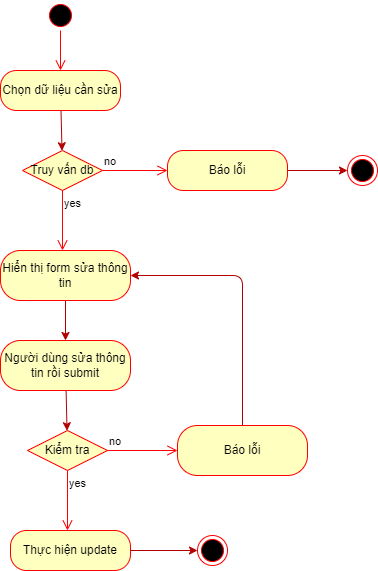 Chọn dữ liệu cần sửa
Truy vấn db
no
Báo lỗi
yes
Hiển thị form sửa thông
tin
Người dùng sửa thông
tin rồi submit
Kiểm tra
no
Báo lỗi
yes
Thực hiện update